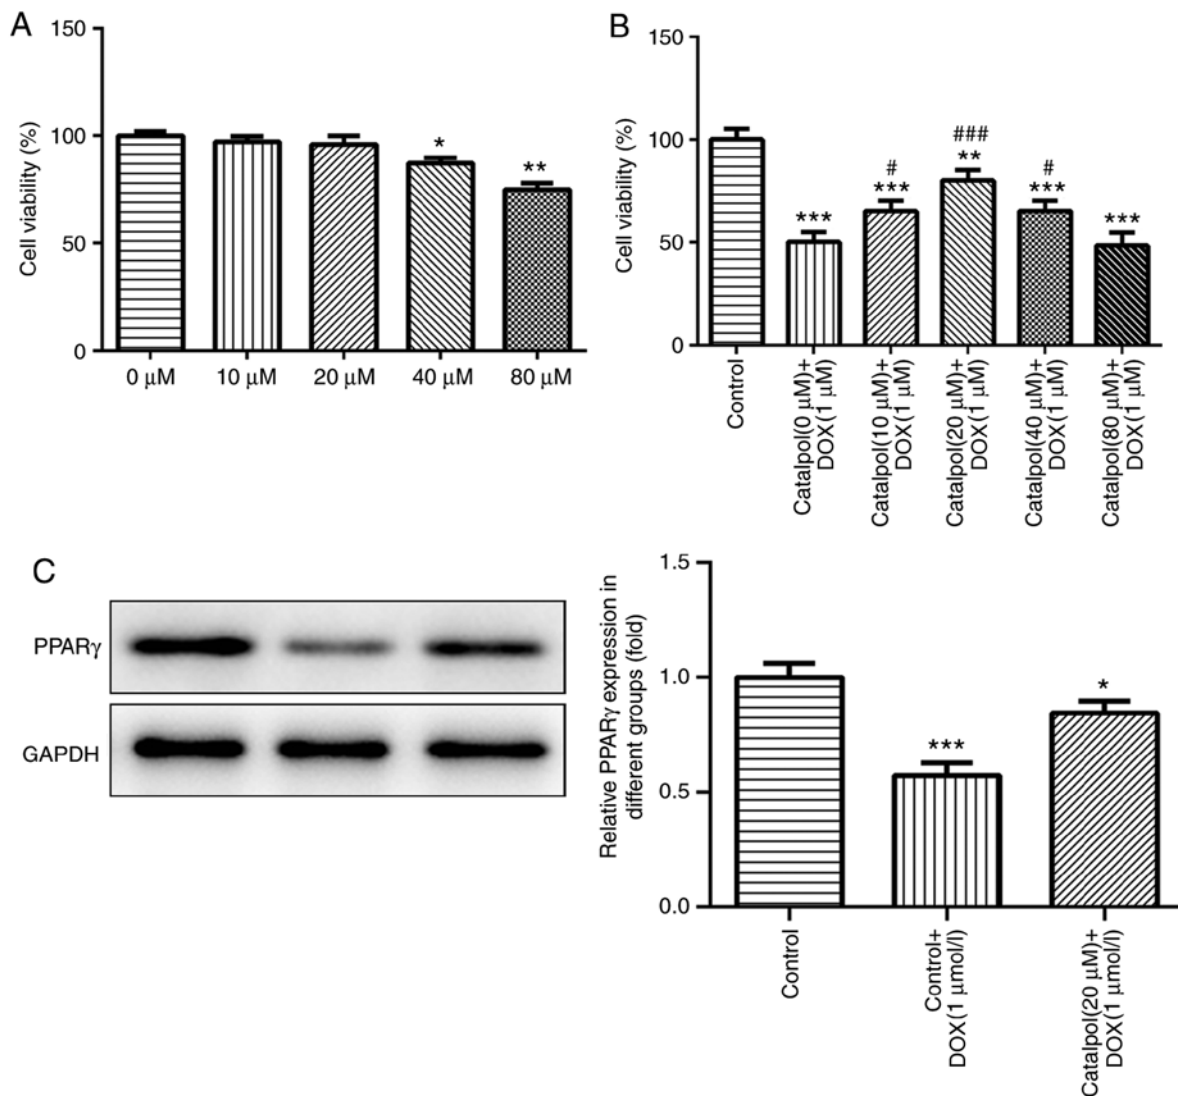 A
Cell viability (%)
150
100
50
0
*
**
0 μM
10 μM
20 μM
40 μM
80 μM
B
Cell viability (%)
150
100
50
0
***
#
***
###
**
#
***
***
Control
Catalpol(0 μM)+
DOX(1 μM)
Catalpol(10 μM)+
DOX(1 μM)
Catalpol(20 μM)+
DOX(1 μM)
Catalpol(40 μM)+
DOX(1 μM)
Catalpol(80 μM)+
DOX(1 μM)
C
PPARγ
GAPDH
Relative PPARγ expression in
different groups (fold)
1.5
1.0
0.5
0.0
***
*
Control
Control+
DOX(1 μmol/l)
Catalpol(20 μM)+
DOX(1 μmol/l)